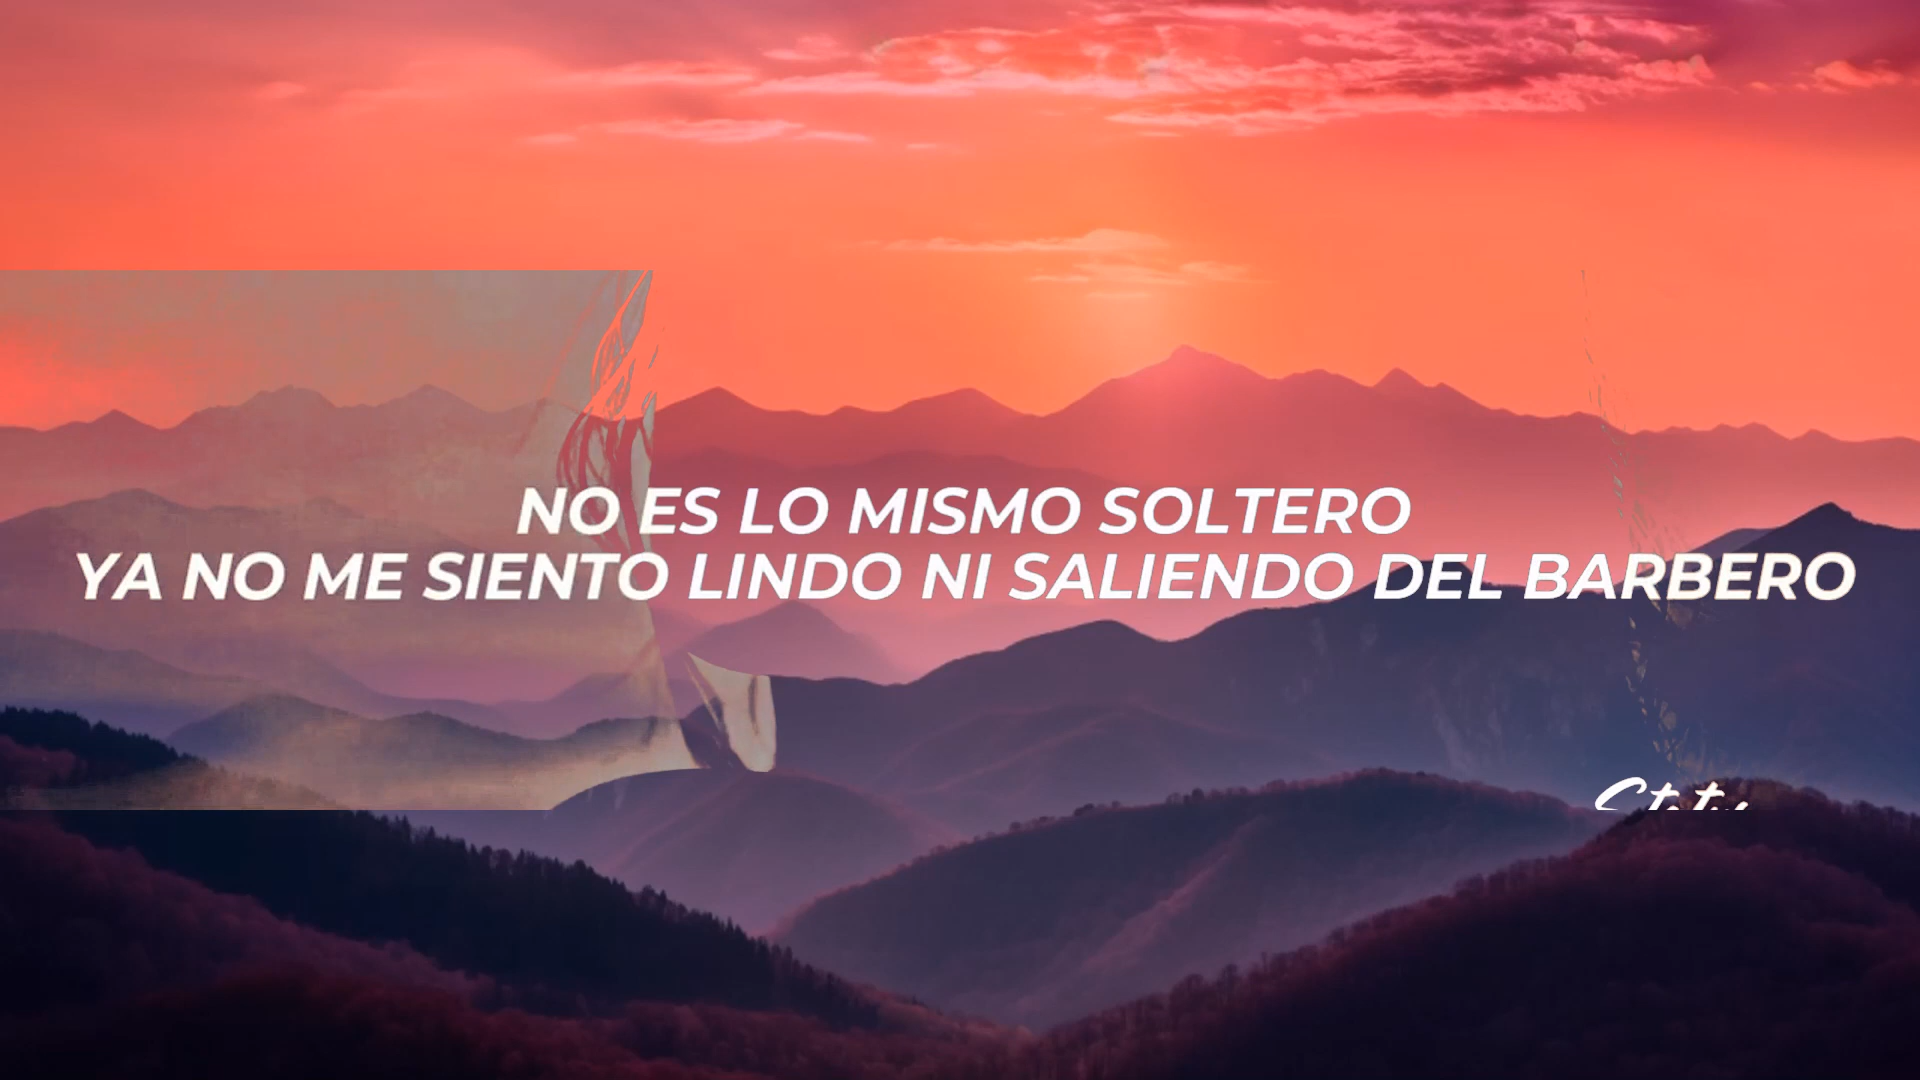 NO ES LO MISMO SOLTERO
YA NO ME SIENTO LINDO NI SALIENDO DEL BARBERO